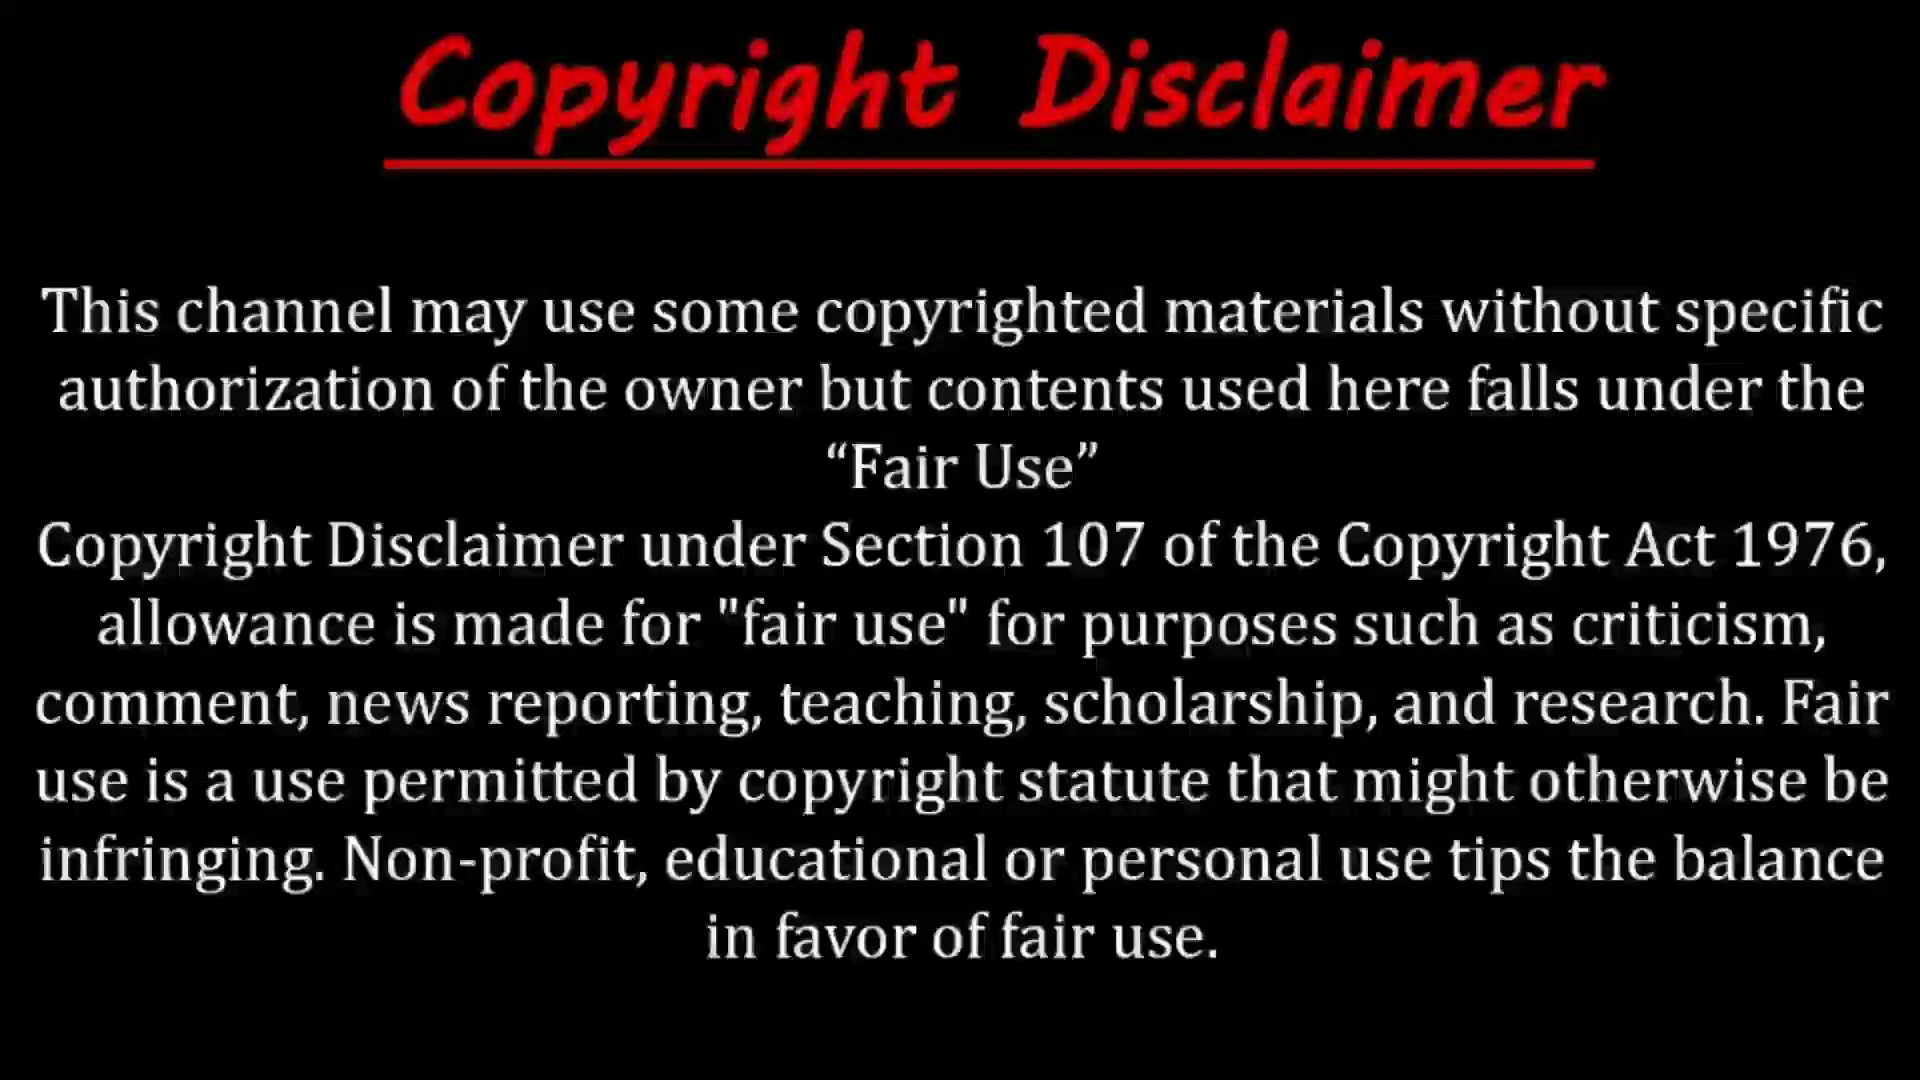 Copyright Disclaimer
This channel may use some copyrighted materials without specific
authorization of the owner but contents used here falls under the
“Fair Use”
Copyright Disclaimer under Section 107 of the Copyright Act 1976,
allowance is made for "fair use" for purposes such as criticism,
comment, news reporting, teaching, scholarship, and research. Fair
use is a use permitted by copyright statute that might otherwise be
infringing. Non-profit, educational or personal use tips the balance
in favor of fair use.